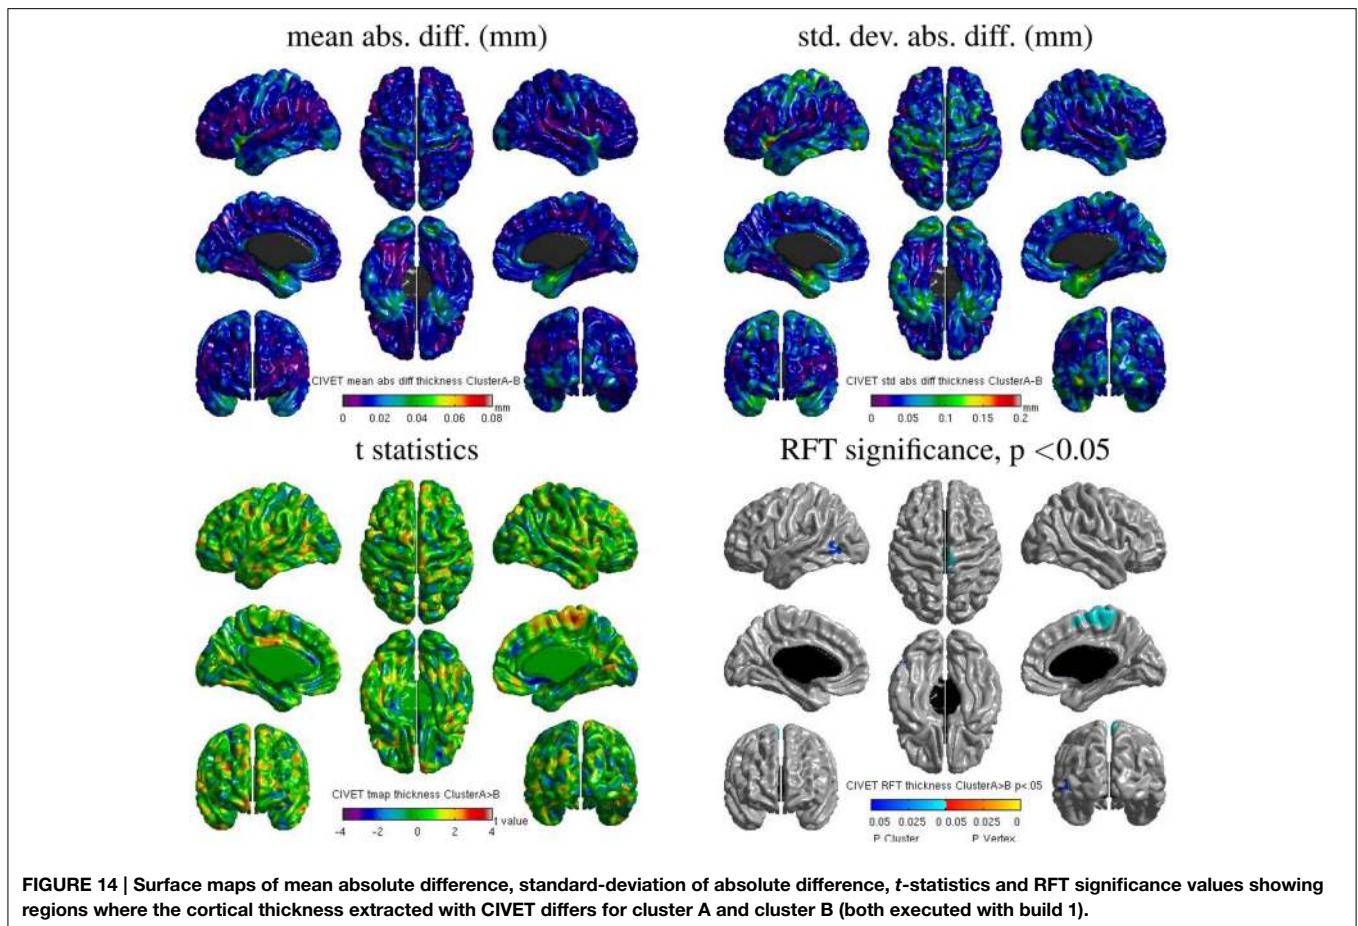 mean abs. diff. (mm)
std. dev. abs. diff. (mm)
CIVET mean abs diff thickness ClusterA-B
mm
0 0.02 0.04 0.06 0.08
CIVET std abs diff thickness ClusterA-B
mm
0 0.05 0.1 0.15 0.2
t statistics
RFT significance, p <0.05
CIVET tmap thickness ClusterA>B
t value
-4 -2 0 2 4
CIVET RFT thickness ClusterA>B p<.05
0.05 0.025 0 0.05 0.025 0
P Cluster P Vertex
FIGURE 14 | Surface maps of mean absolute difference, standard-deviation of absolute difference, t-statistics and RFT significance values showing
regions where the cortical thickness extracted with CIVET differs for cluster A and cluster B (both executed with build 1).